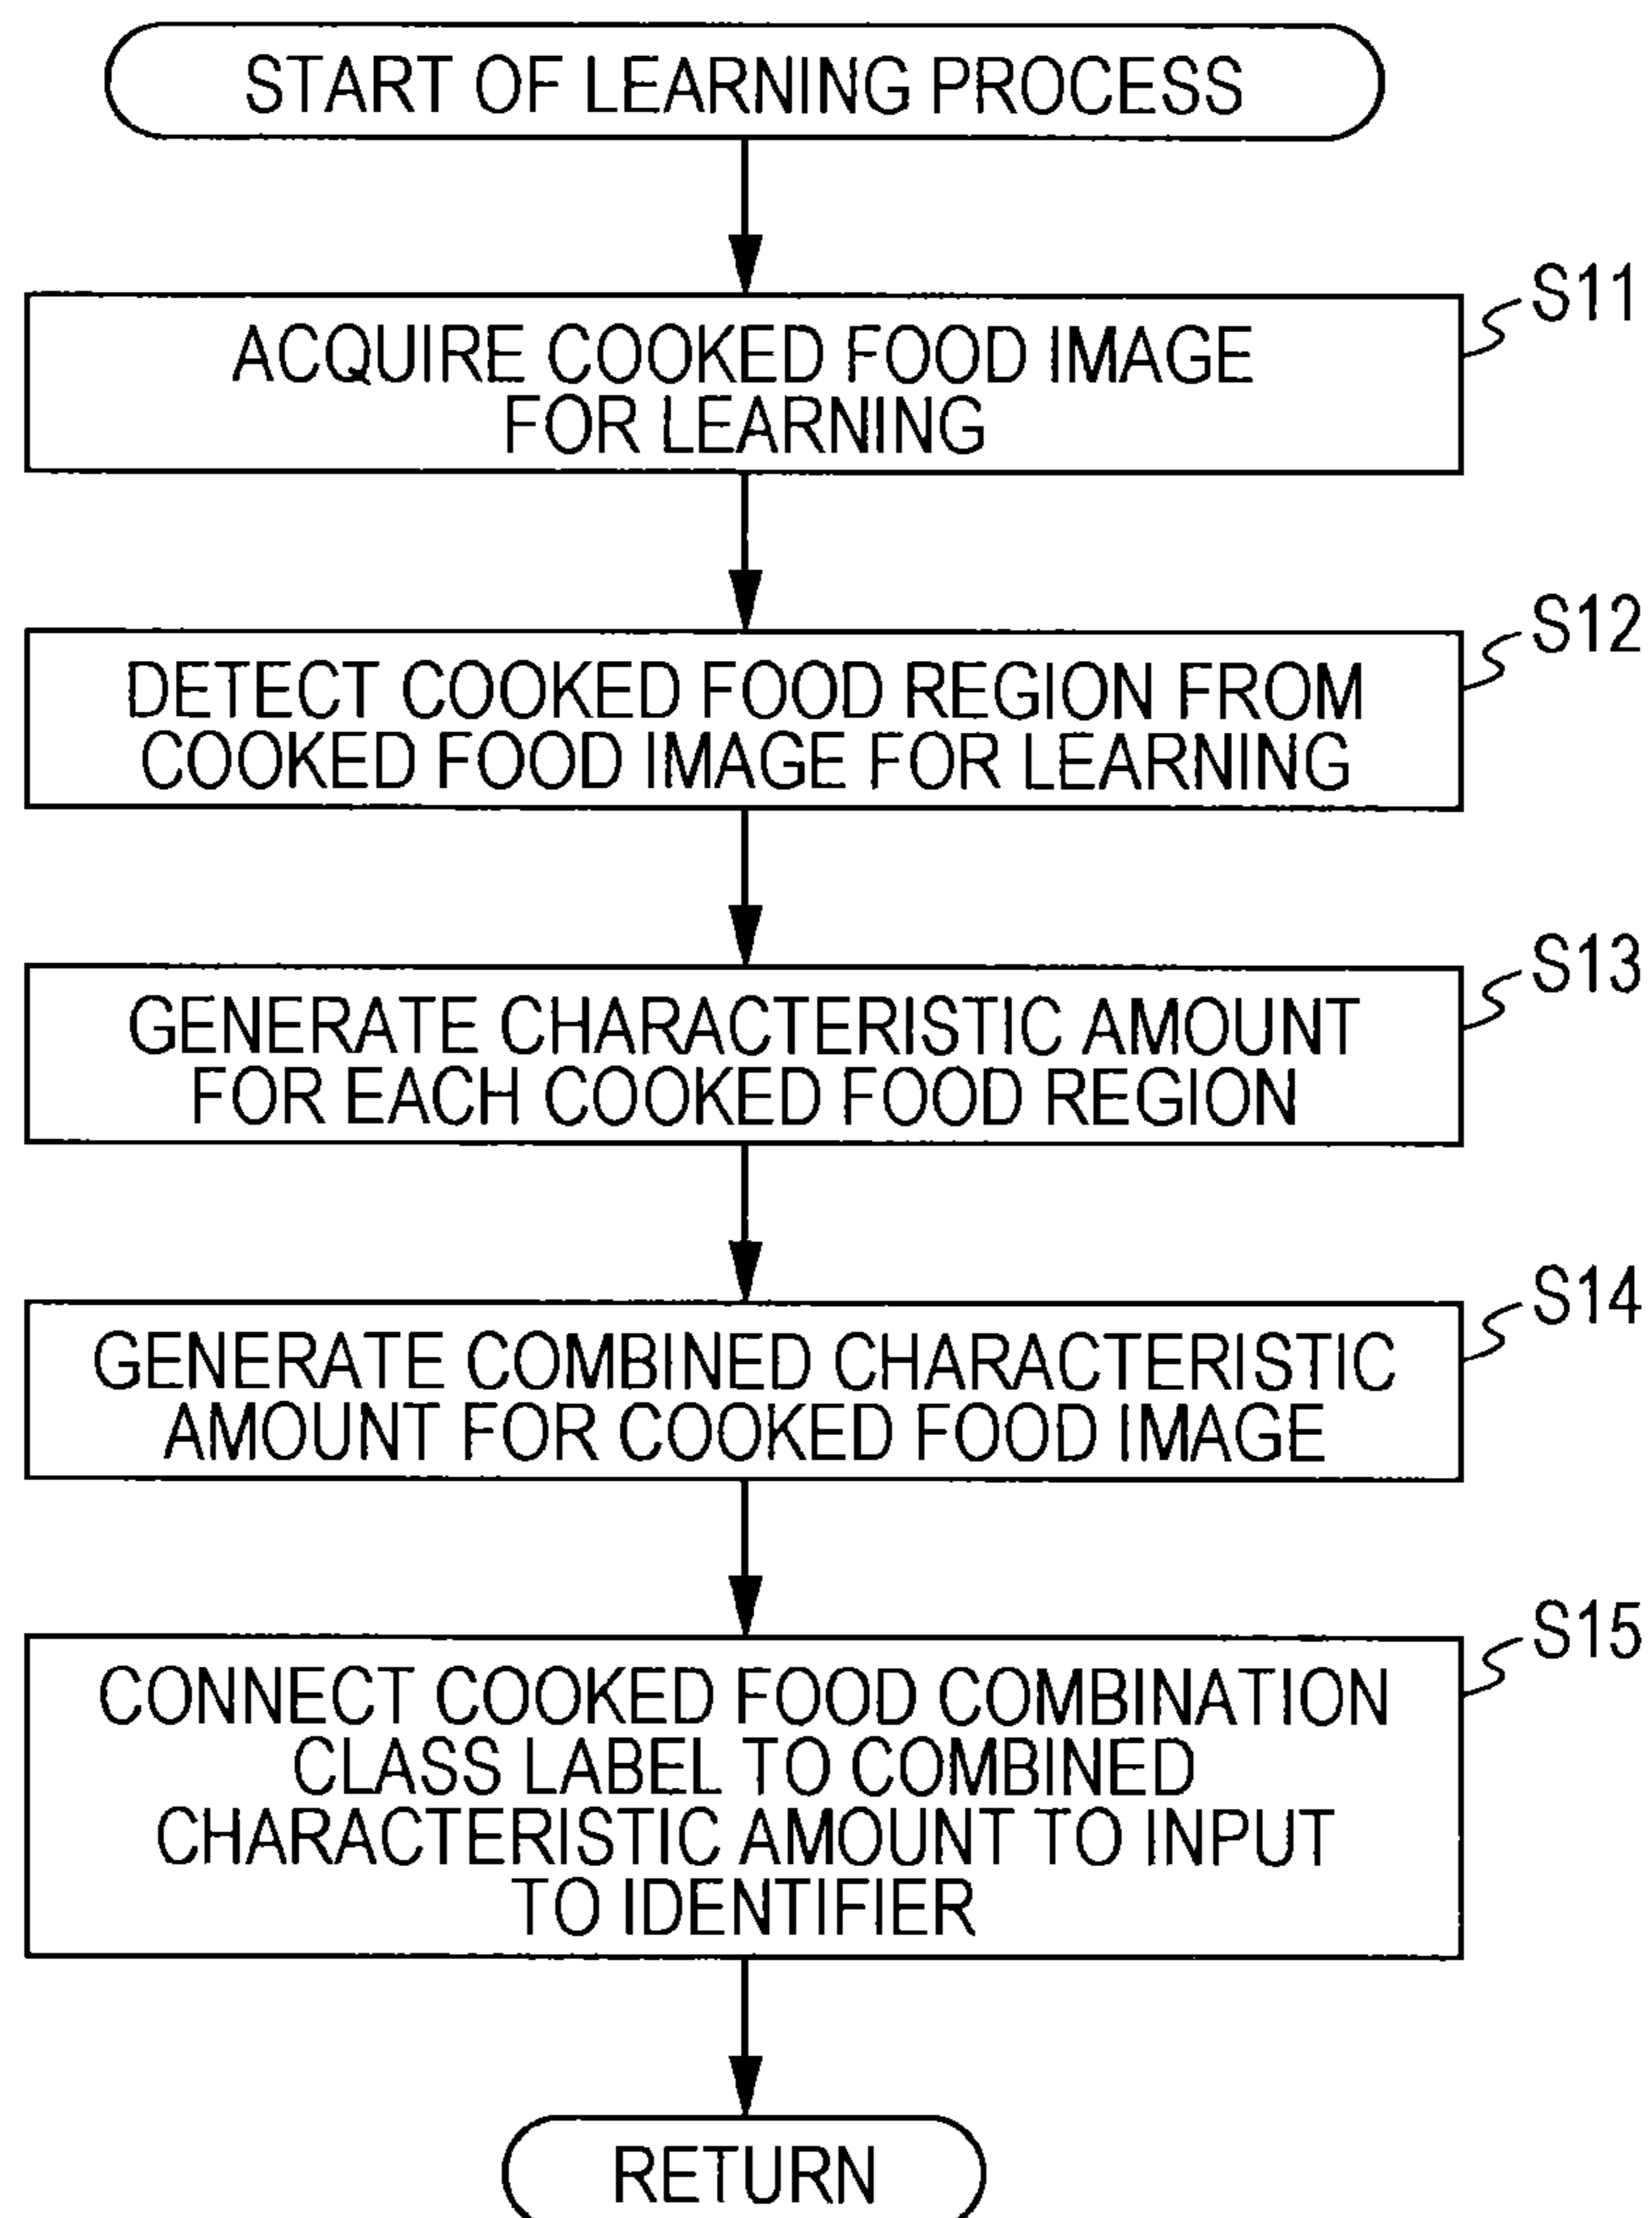 START OF LEARNING PROCESS
S11
ACQUIRE COOKED FOOD IMAGE
FOR LEARNING
S12
DETECT COOKED FOOD REGION FROM
COOKED FOOD IMAGE FOR LEARNING
S13
GENERATE CHARACTERISTIC AMOUNT
FOR EACH COOKED FOOD REGION
S14
GENERATE COMBINED CHARACTERISTIC
AMOUNT FOR COOKED FOOD IMAGE
S15
CONNECT COOKED FOOD COMBINATION
CLASS LABEL TO COMBINED
CHARACTERISTIC AMOUNT TO INPUT
TO IDENTIFIER
RETURN